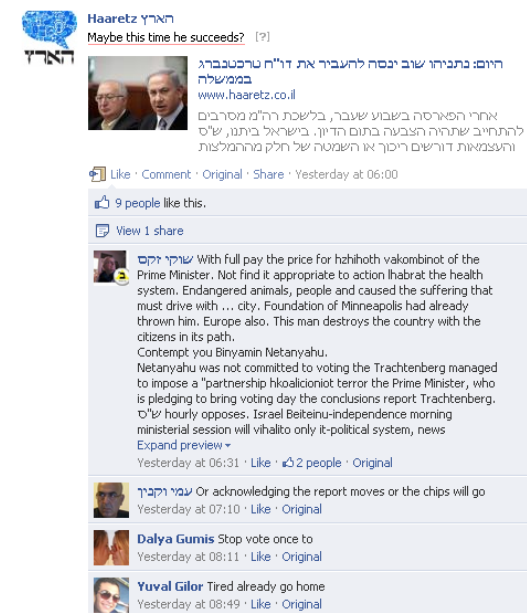 הארץ
Haaretz הארץ
Maybe this time he succeeds? [?]
היום: נתניהו שוב ינסה להעביר את דו"ח טרכטנברג
בממשלה
www.haaretz.co.il
אחרי הפארסה בשבוע שעבר, בלשכת רה"מ מסרבים
להתחייב שתהיה הצבעה בתום הדיון. בישראל ביתנו, ש"ס
והעצמאות דורשים ריכוך או השמטה של חלק מההמלצות
Like · Comment · Original · Share · Yesterday at 06:00
9 people like this.
View 1 share
שוקי זקס With full pay the price for hzhihoth vakombinot of the
Prime Minister. Not find it appropriate to action lhabrat the health
system. Endangered animals, people and caused the suffering that
must drive with ... city. Foundation of Minneapolis had already
thrown him. Europe also. This man destroys the country with the
citizens in its path.
Contempt you Binyamin Netanyahu.
Netanyahu was not committed to voting the Trachtenberg managed
to impose a "partnership hkoalicioniot terror the Prime Minister, who
is pledging to bring voting day the conclusions report Trachtenberg.
ש"ס hourly opposes. Israel Beiteinu-independence morning
ministerial session will vihalito only it-political system, news
Expand preview
Yesterday at 06:31 · Like · 2 people · Original
עמי וקנין Or acknowledging the report moves or the chips will go
Yesterday at 07:10 · Like · Original
Dalya Gumis Stop vote once to
Yesterday at 08:11 · Like · Original
Yuval Gilor Tired already go home
Yesterday at 08:49 · Like · Original